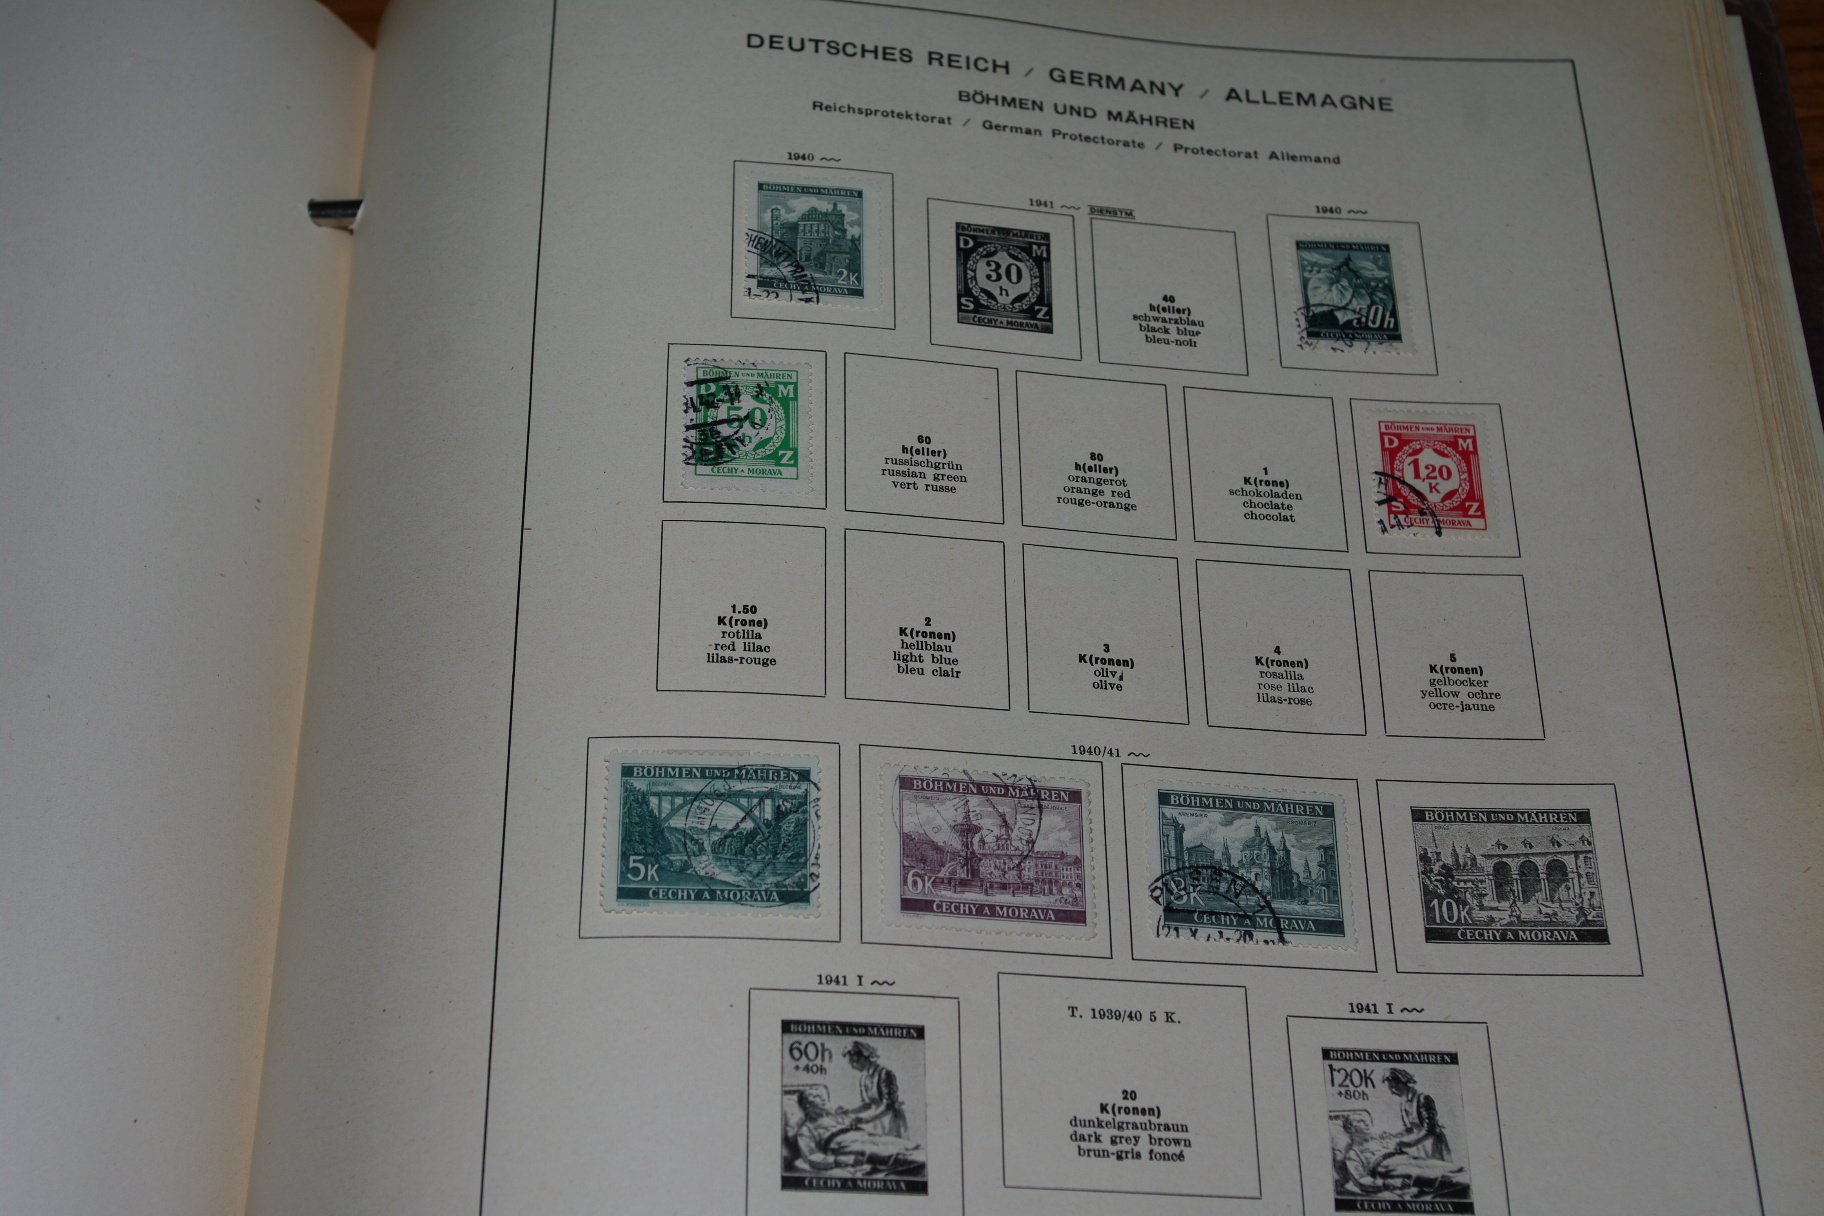 DEUTSCHES REICH / GERMANY / ALLEMAGNE
BÖHMEN UND MÄHREN
Reichsprotektorat / German Protectorate / Protectorat Allemand
1940
BÖHMEN UND MÄHREN
2K
ČECHY A MORAVA
1941
DIENSTM.
BÖHMEN UND MÄHREN
D M
30
h
S Z
ČECHY A MORAVA
40
h(eller)
schwarzblau
black blue
bleu-noir
1940
BÖHMEN UND MÄHREN
50h
ČECHY A MORAVA
BÖHMEN UND MÄHREN
D M
50
h
Z
ČECHY A MORAVA
60
h(eller)
russischgrün
russian green
vert russe
80
h(eller)
orangerot
orange red
rouge-orange
1
K(rone)
schokoladen
choclate
chocolat
BÖHMEN UND MÄHREN
D M
1,20
K
S Z
ČECHY A MORAVA
1.50
K(rone)
rotlila
red lilac
lilas-rouge
2
K(ronen)
hellblau
light blue
bleu clair
3
K(ronen)
oliv
olive
4
K(ronen)
rosalila
rose lilac
lilas-rose
5
K(ronen)
gelbocker
yellow ochre
ocre-jaune
1940/41
BÖHMEN UND MÄHREN
5K
ČECHY A MORAVA
BÖHMEN UND MÄHREN
6K
ČECHY A MORAVA
BÖHMEN UND MÄHREN
KREMSIER
8K
ČECHY A MORAVA
BÖHMEN UND MÄHREN
10K
ČECHY A MORAVA
1941 I
BÖHMEN UND MÄHREN
60h
+40h
ČECHY A MORAVA
T. 1939/40 5 K.
20
K(ronen)
dunkelgraubraun
dark grey brown
brun-gris foncé
1941 I
BÖHMEN UND MÄHREN
120K
+80h
ČECHY A MORAVA